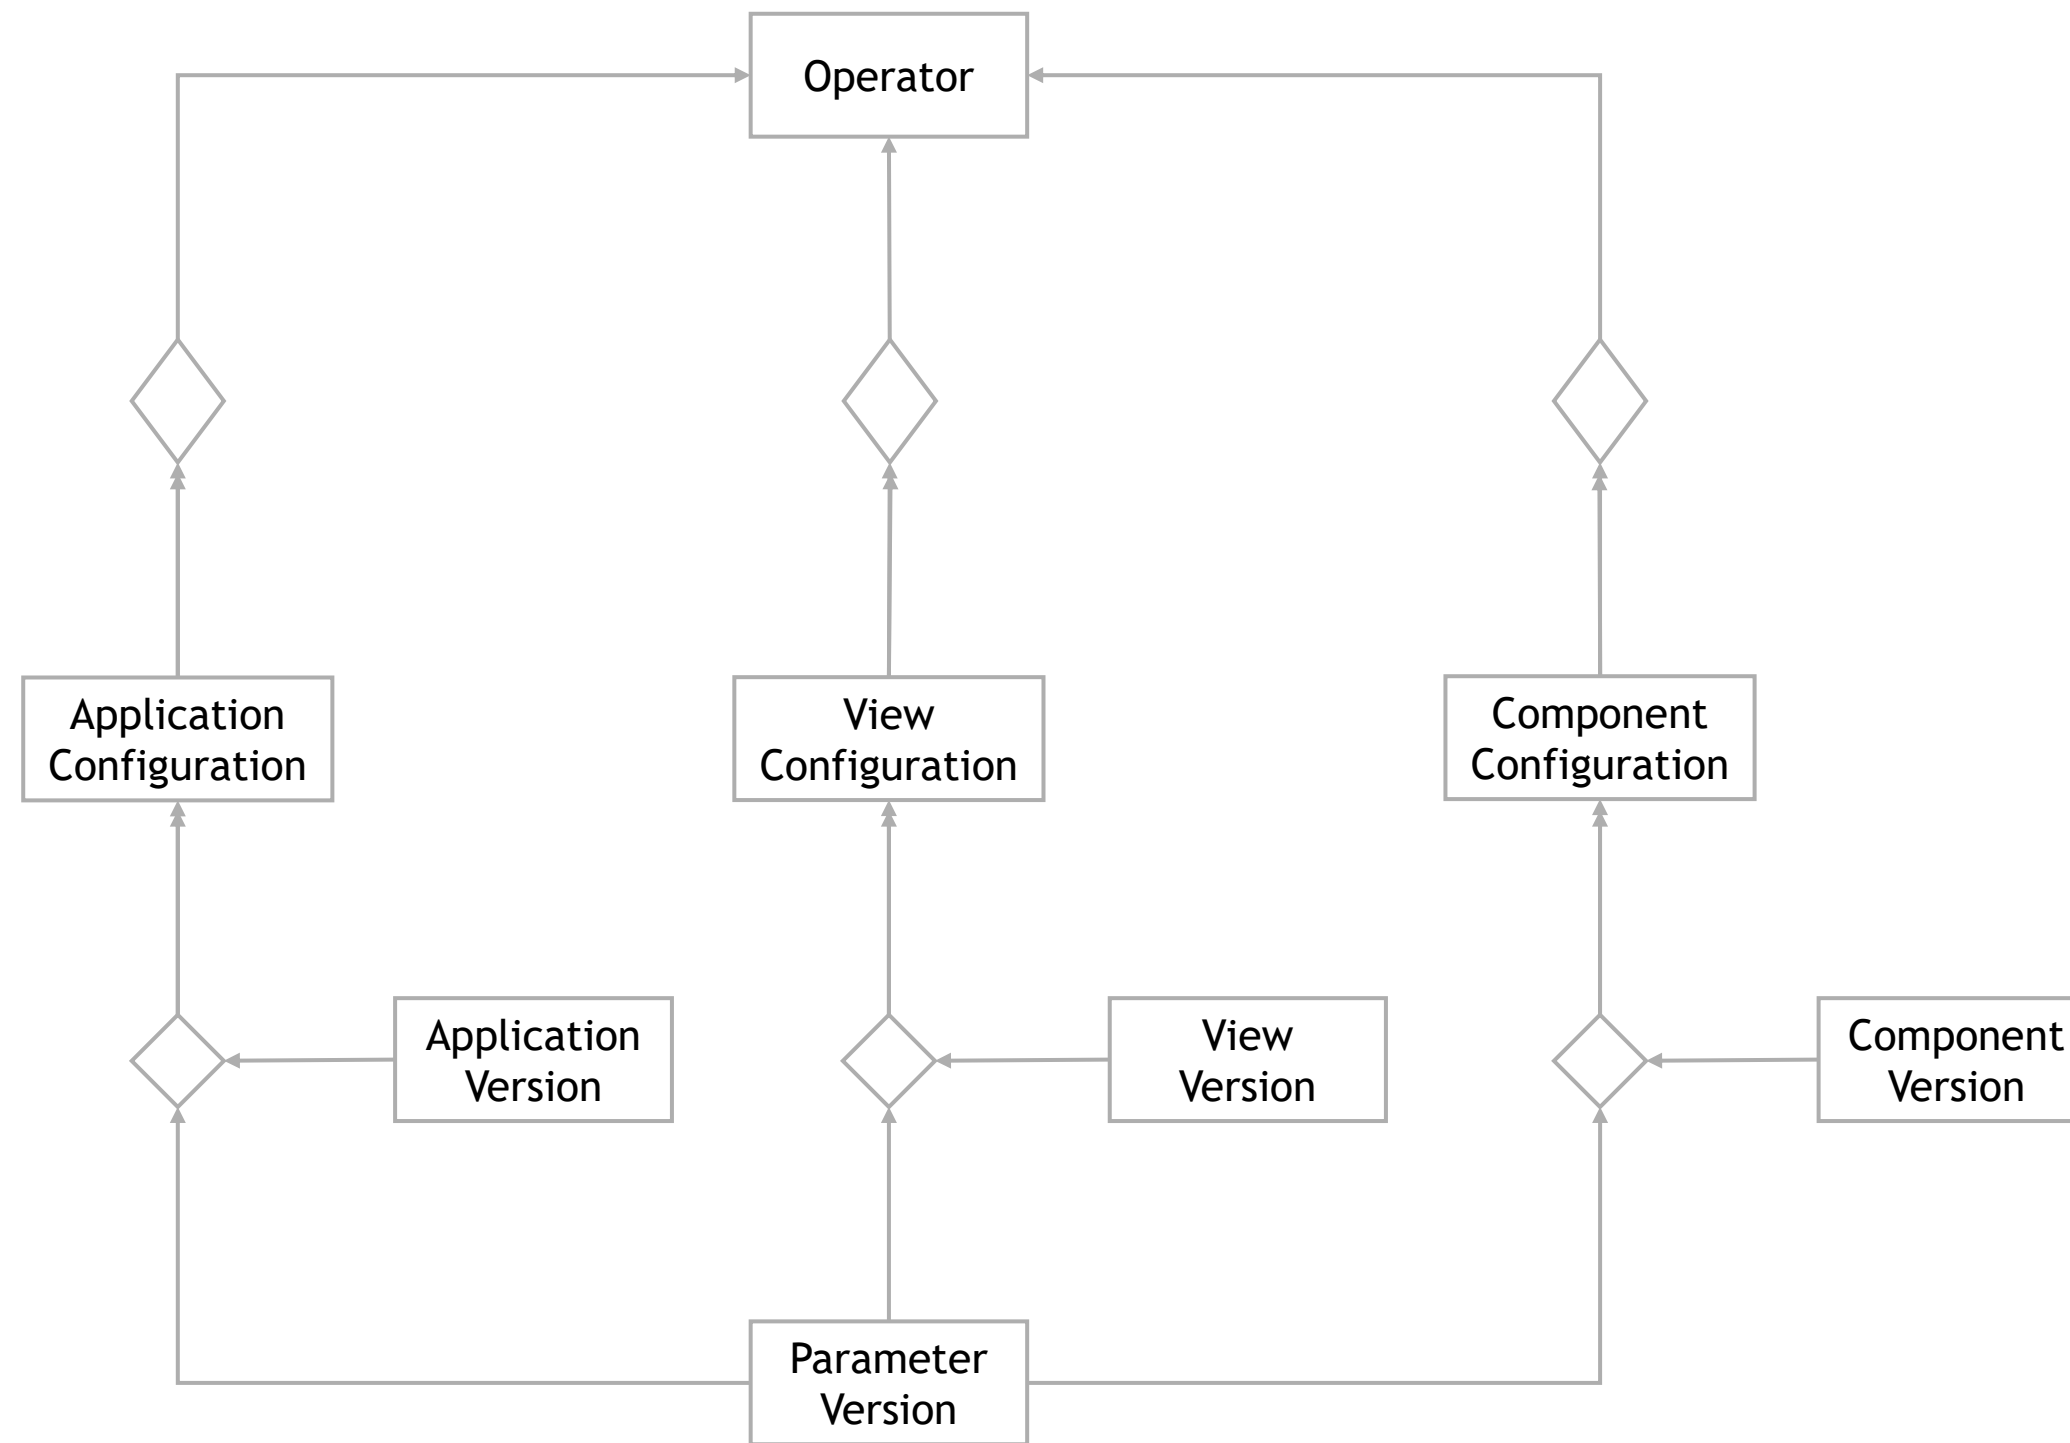 Operator
Application
Configuration
View
Configuration
Component
Configuration
Application
Version
View
Version
Component
Version
Parameter
Version